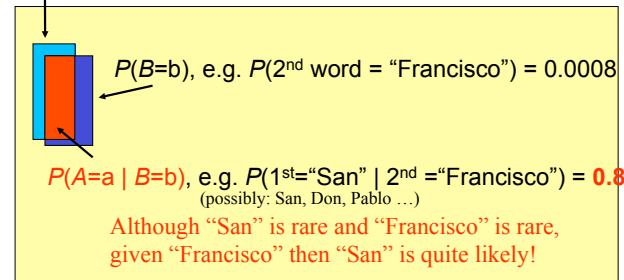 P(B=b), e.g. P(2nd word = “Francisco”) = 0.0008
P(A=a | B=b), e.g. P(1st=“San” | 2nd =“Francisco”) = 0.8
(possibly: San, Don, Pablo …)
Although “San” is rare and “Francisco” is rare,
given “Francisco” then “San” is quite likely!